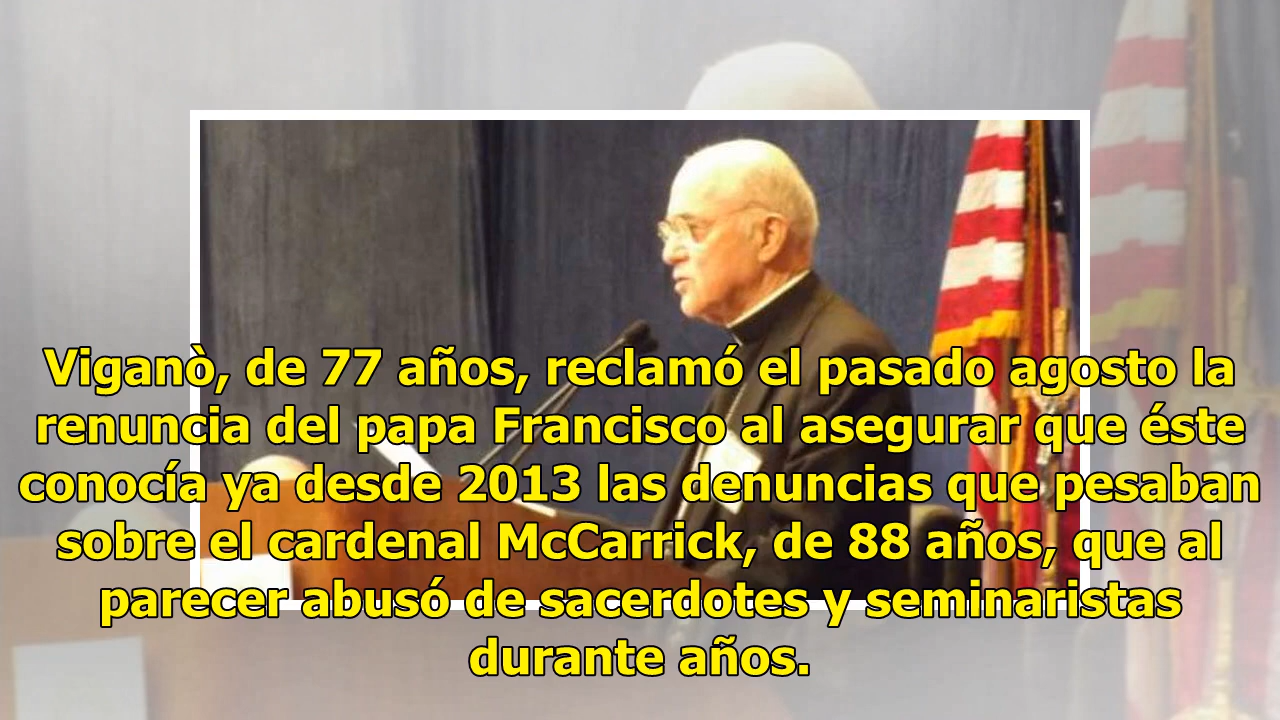 Viganò, de 77 años, reclamó el pasado agosto la
renuncia del papa Francisco al asegurar que éste
conocía ya desde 2013 las denuncias que pesaban
sobre el cardenal McCarrick, de 88 años, que al
parecer abusó de sacerdotes y seminaristas
durante años.